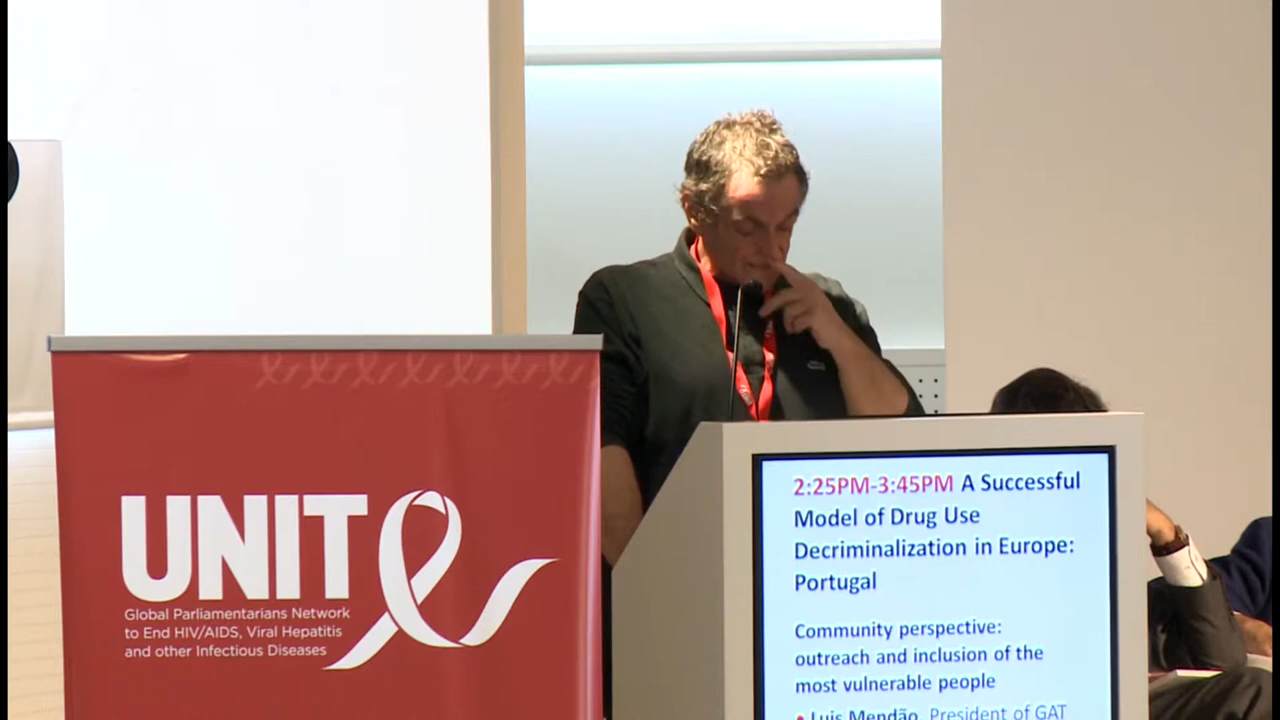 UNITE
Global Parliamentarians Network
to End HIV/AIDS, Viral Hepatitis
and other Infectious Diseases
2:25PM-3:45PM A Successful
Model of Drug Use
Decriminalization in Europe:
Portugal
Community perspective:
outreach and inclusion of the
most vulnerable people
• Luis Mendão, President of GAT